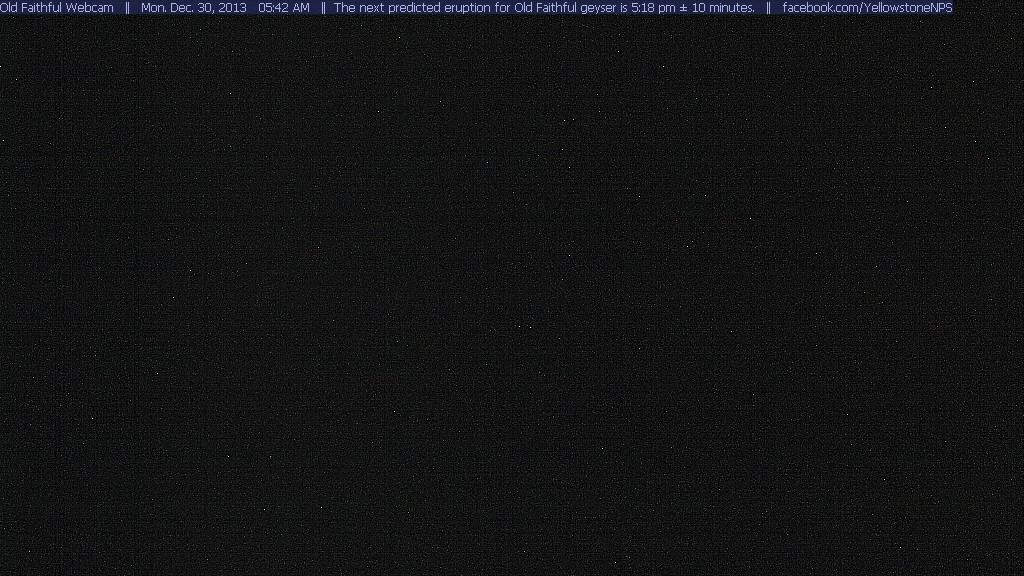 Old Faithful Webcam || Mon. Dec. 30, 2013 05:42 AM || The next predicted eruption for Old Faithful geyser is 5:18 pm ± 10 minutes. || facebook.com/YellowstoneNPS